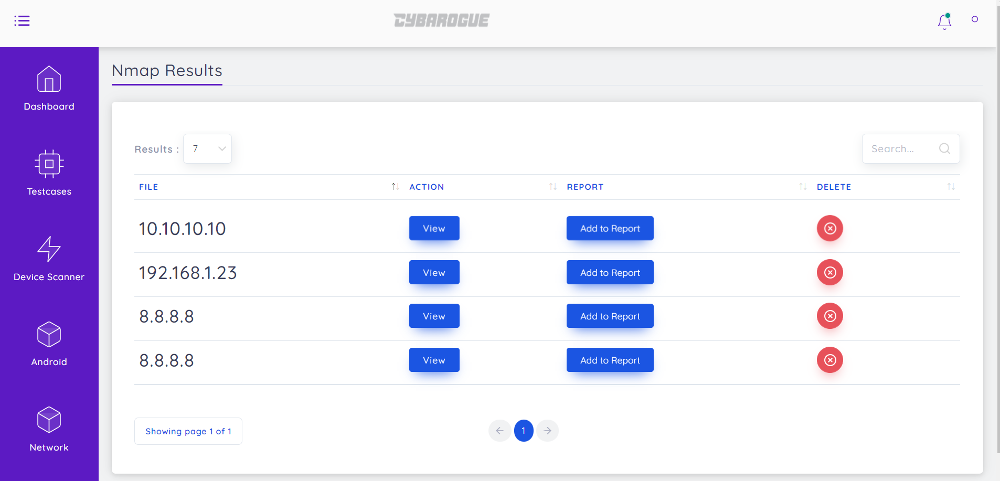 CYBAROGUE
Dashboard
Testcases
Device Scanner
Android
Network
Nmap Results
Results : 7
Search...
FILE ACTION REPORT DELETE
10.10.10.10 View Add to Report
192.168.1.23 View Add to Report
8.8.8.8 View Add to Report
8.8.8.8 View Add to Report
Showing page 1 of 1
1